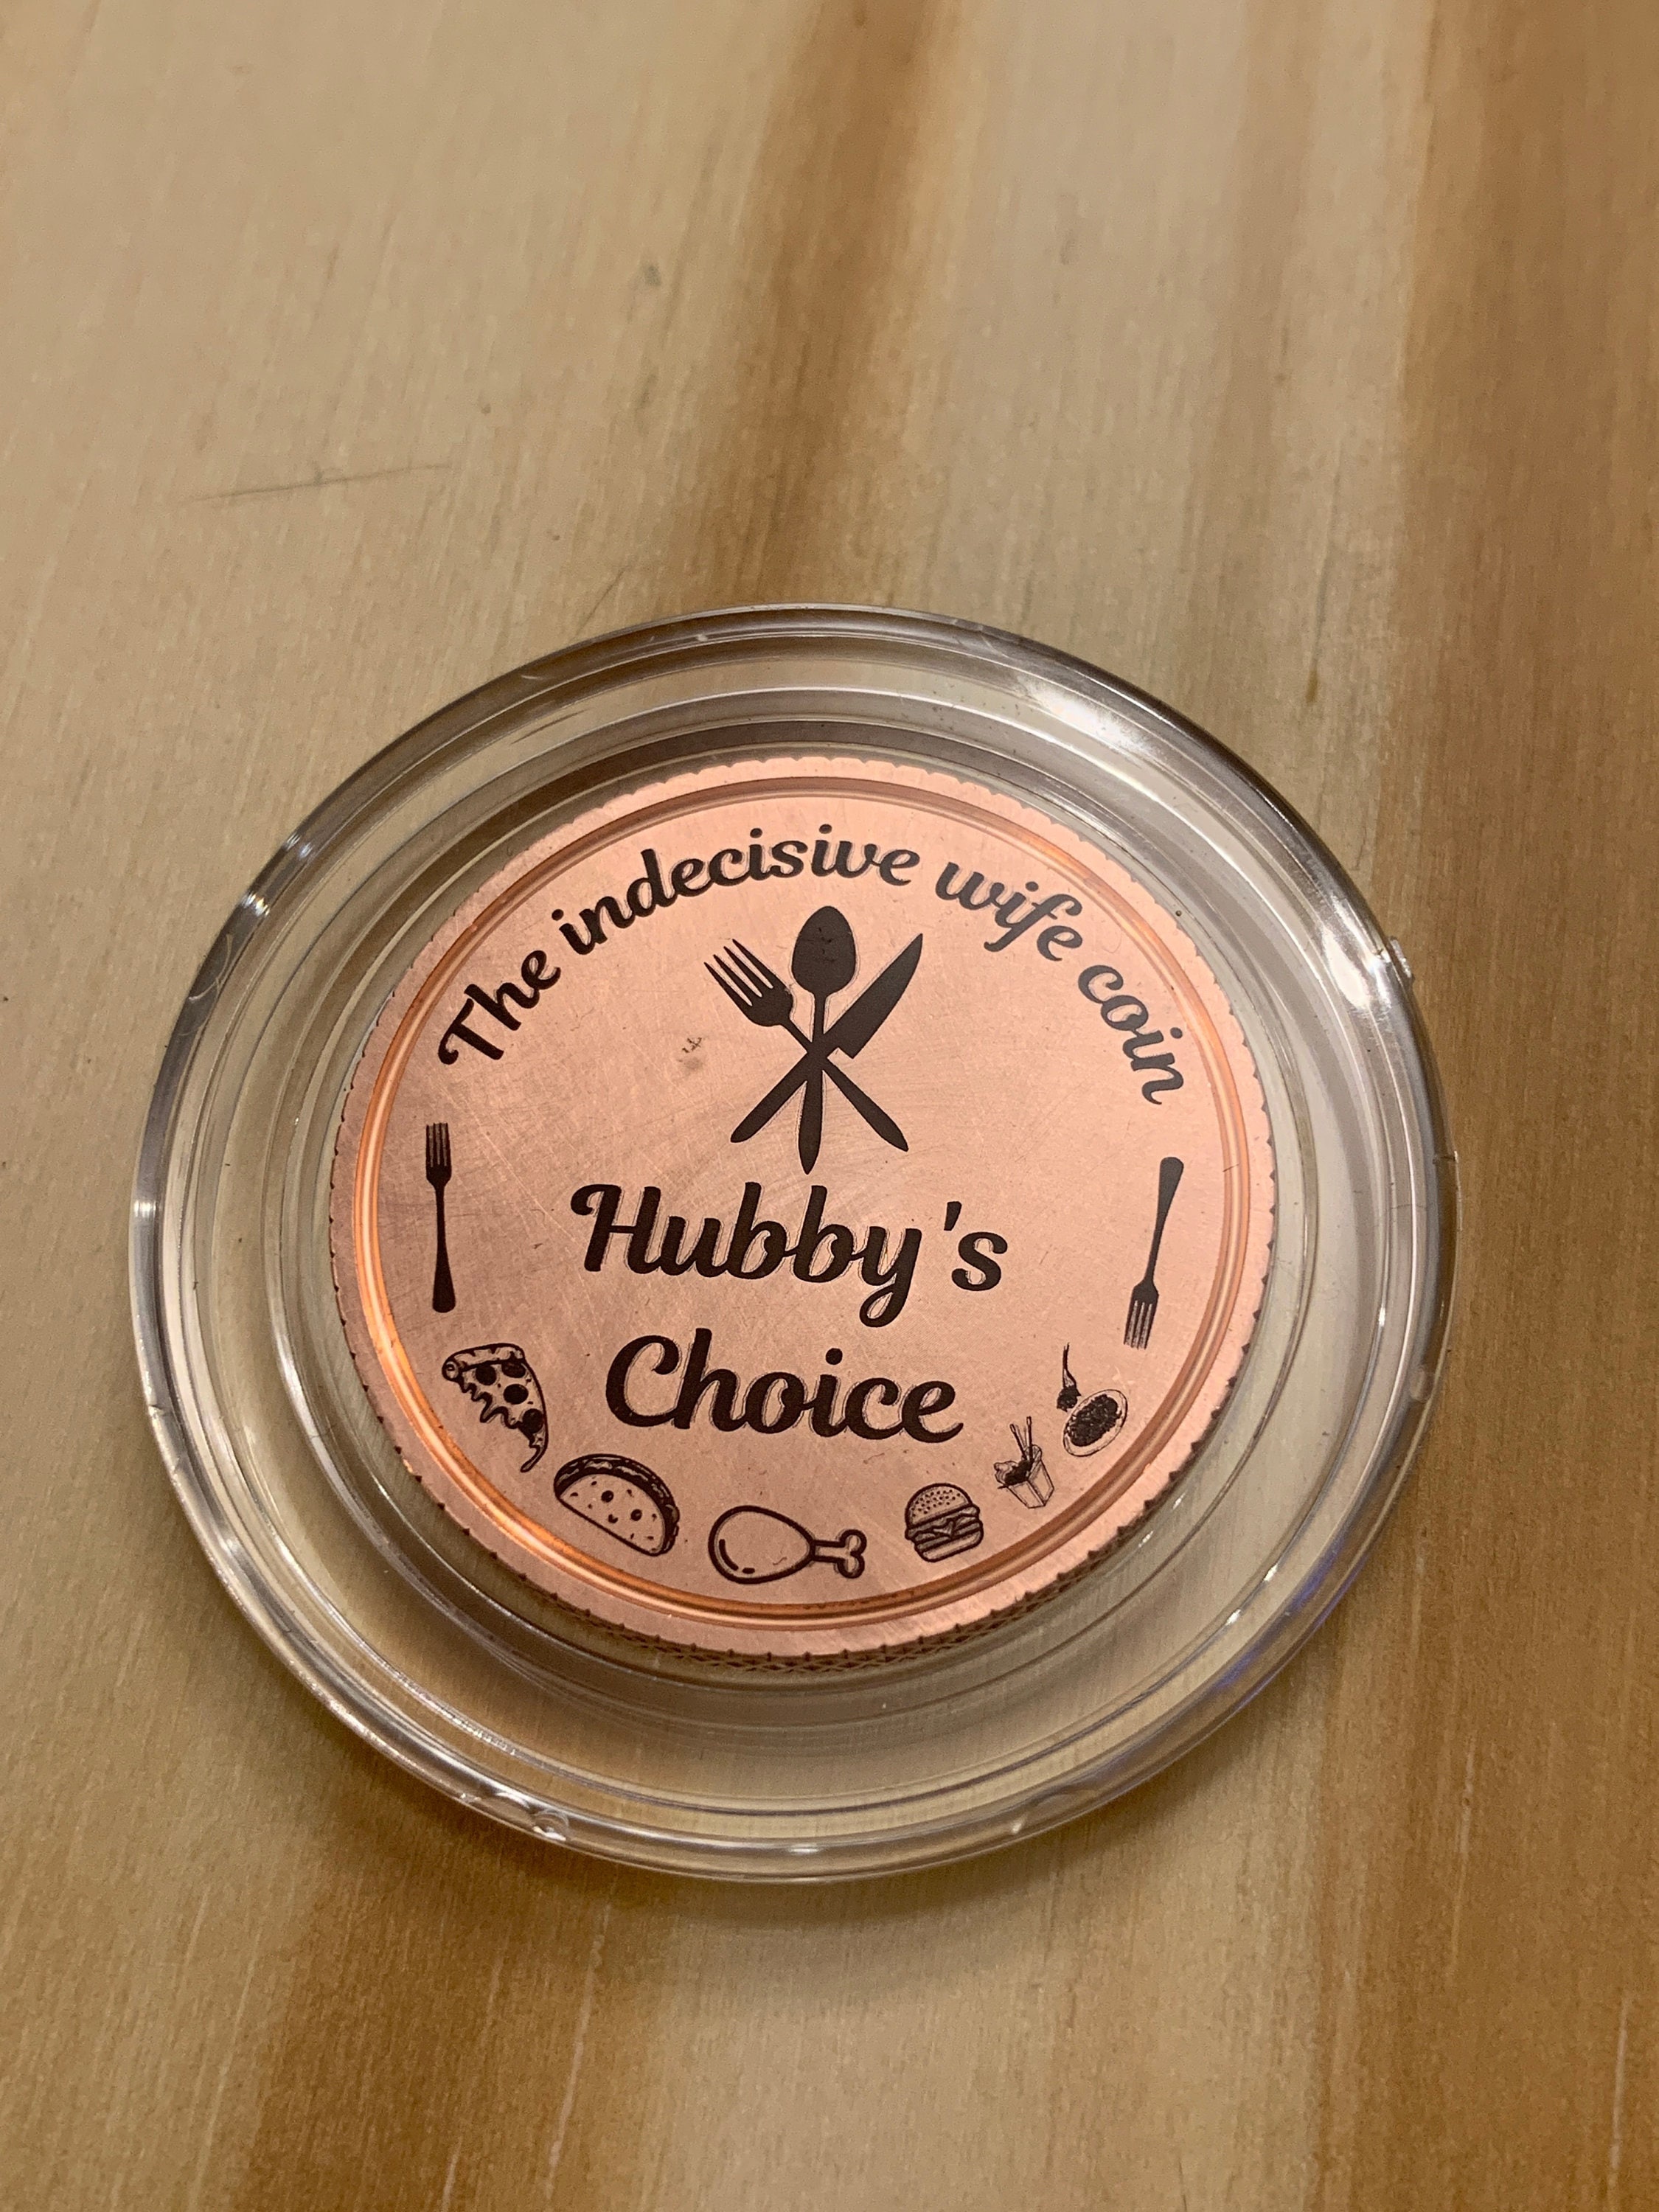 The indecisive wife coin
Hubby's
Choice